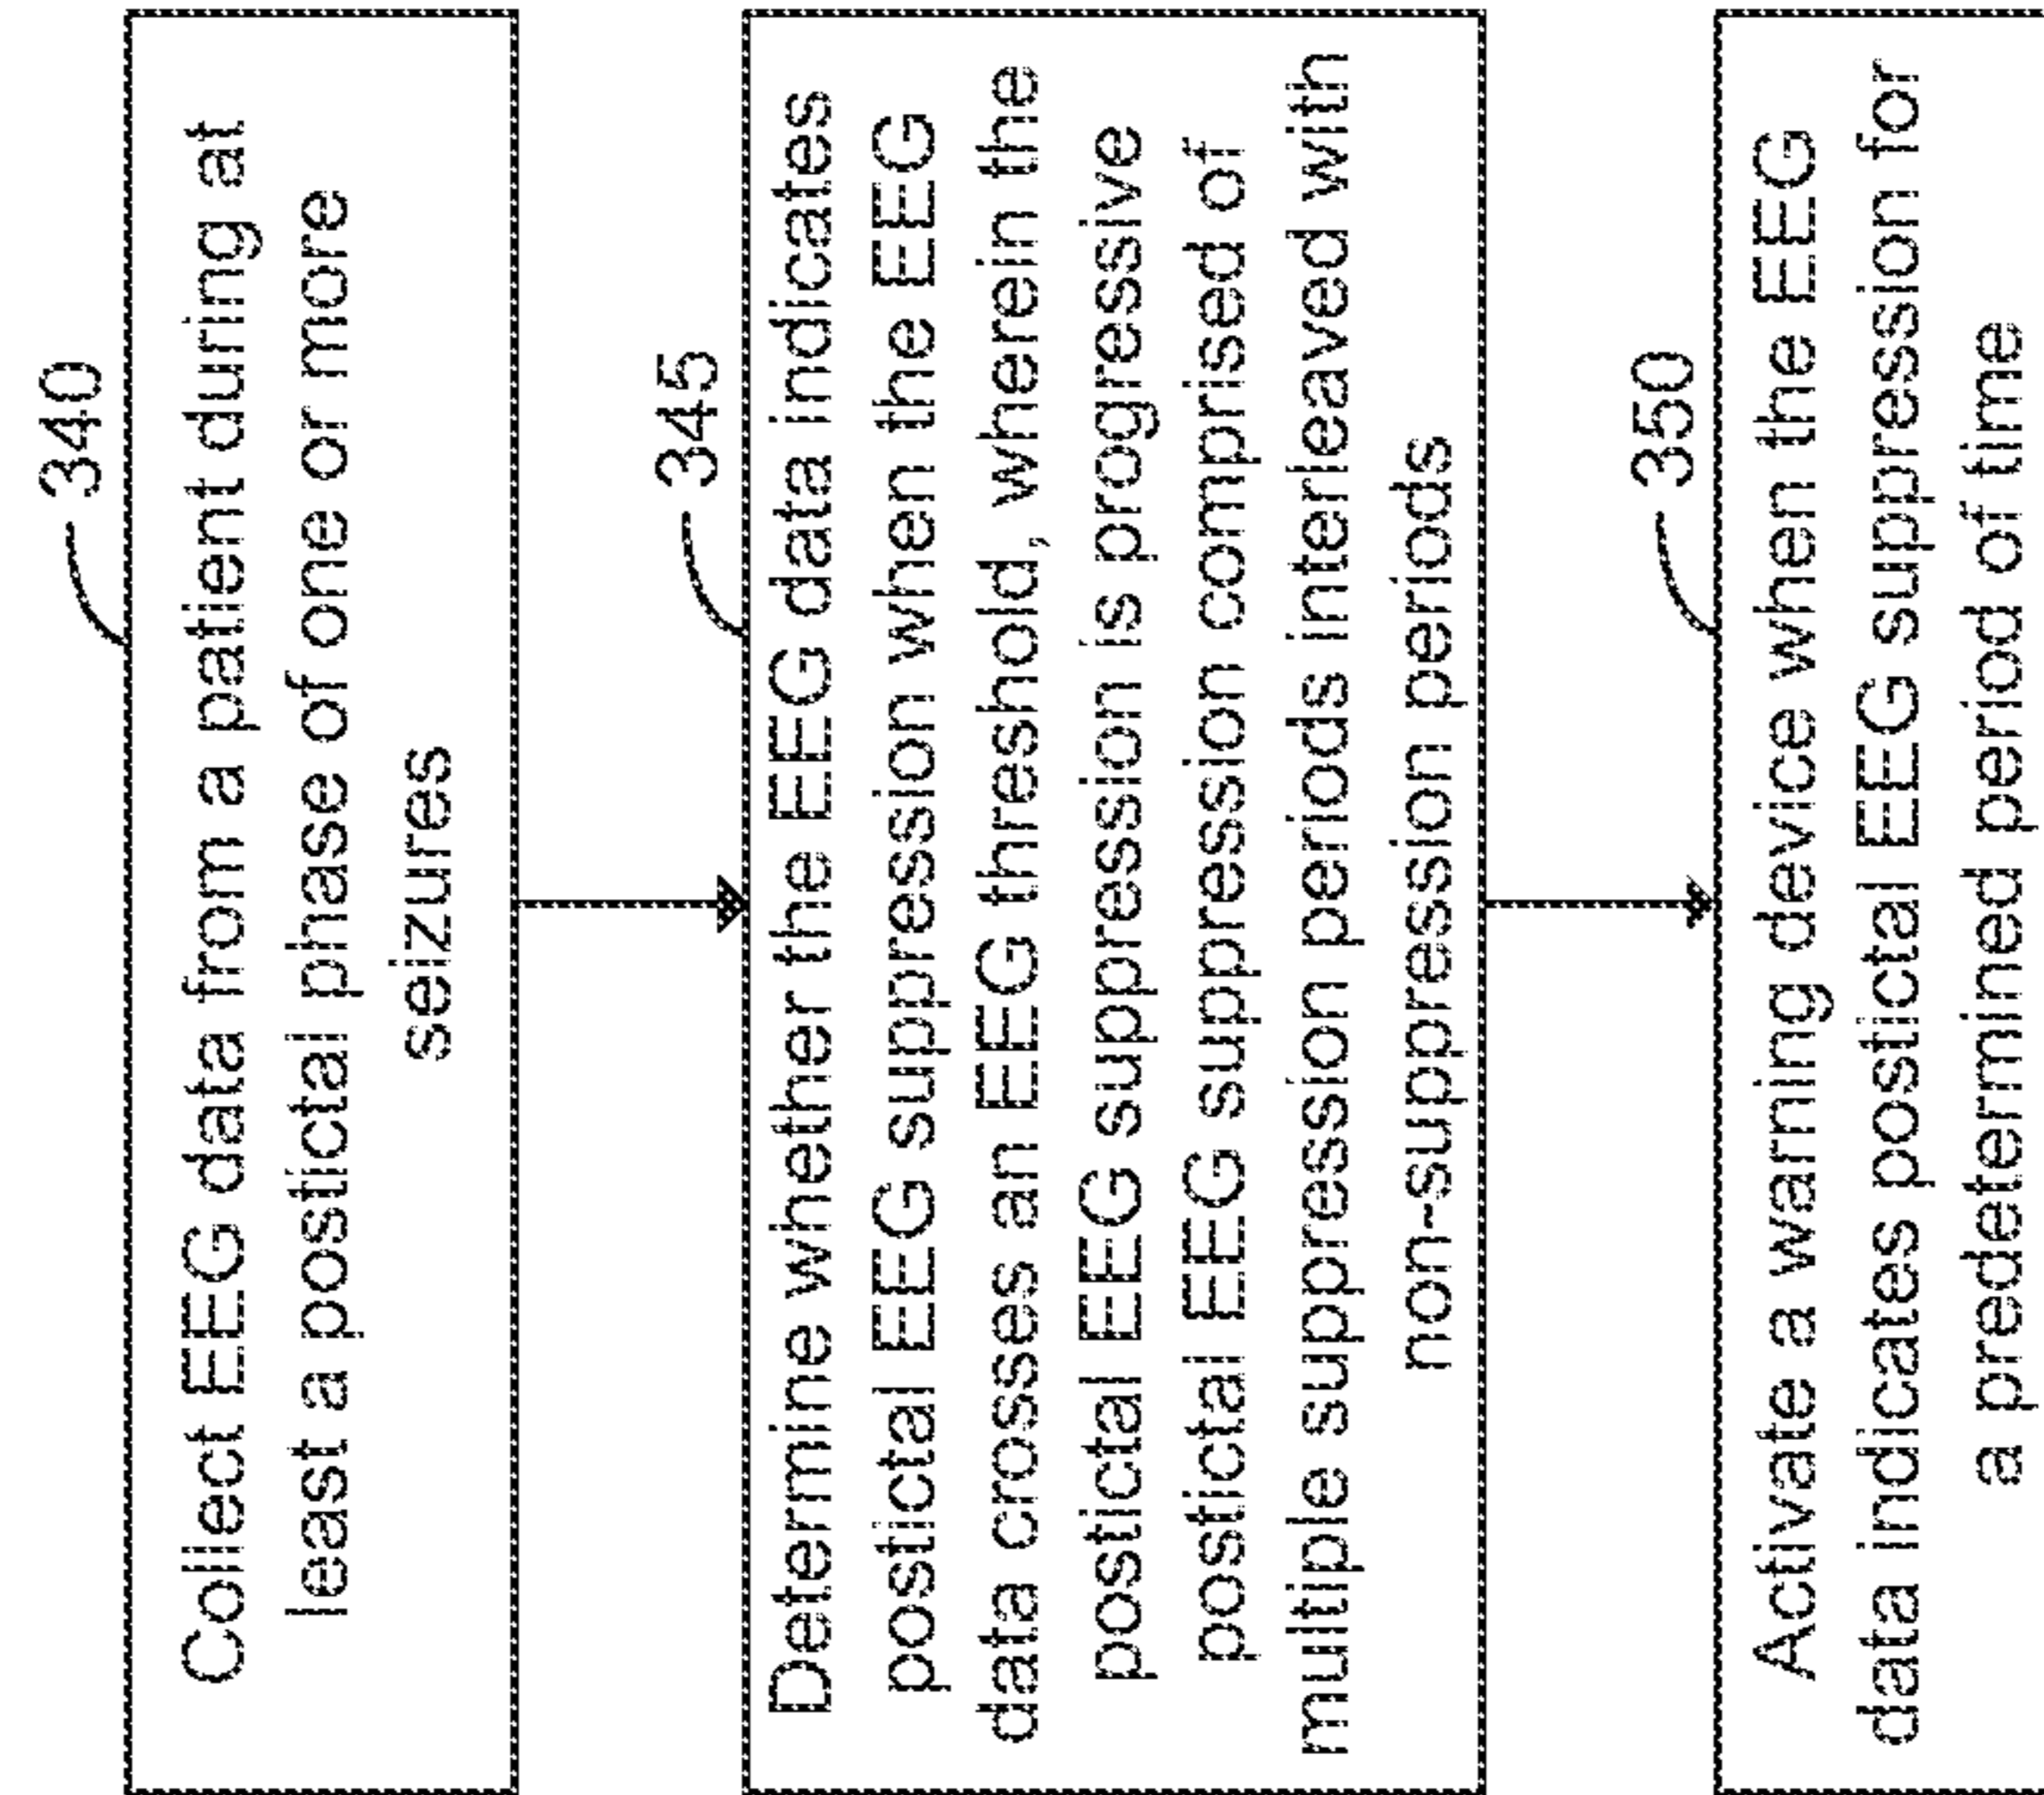 340
Collect EEG data from a patient during at
least a postictal phase of one or more
seizures
345
Determine whether the EEG data indicates
postictal EEG suppression when the EEG
data crosses an EEG threshold, wherein the
postictal EEG suppression is progressive
postictal EEG suppression comprised of
multiple suppression periods interleaved with
non-suppression periods
350
Activate a warning device when the EEG
data indicates postictal EEG suppression for
a predetermined period of time